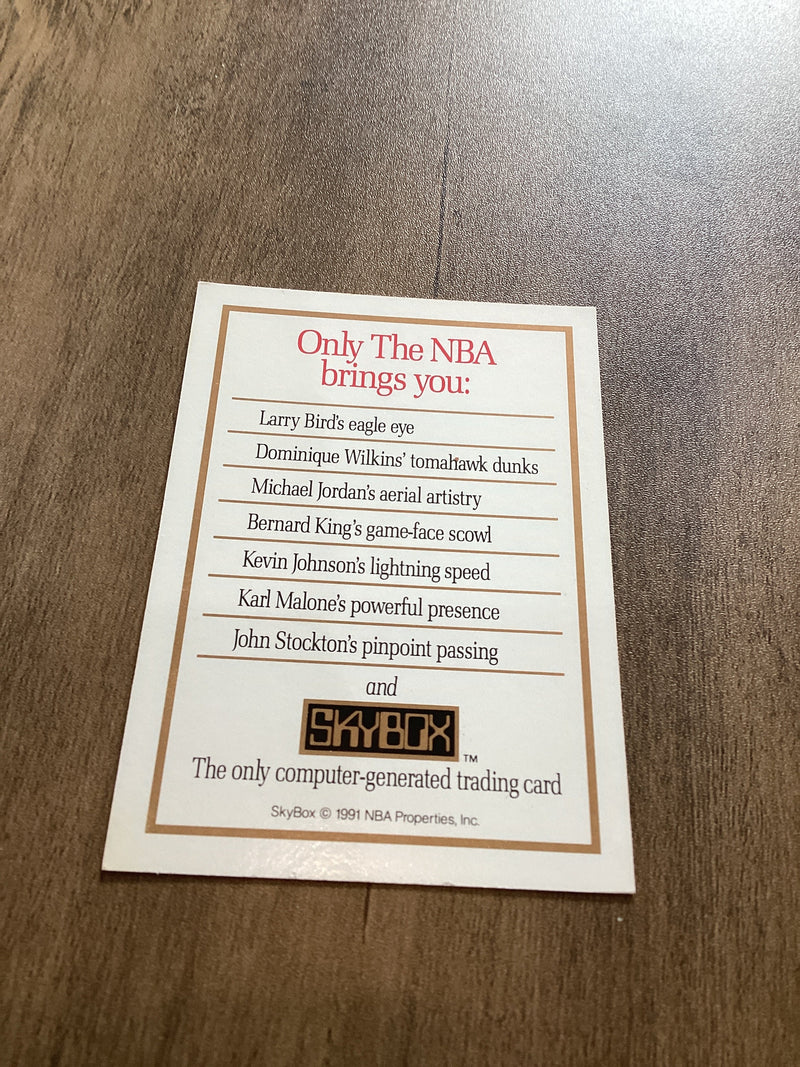 Only The NBA
brings you:
Larry Bird's eagle eye
Dominique Wilkins' tomahawk dunks
Michael Jordan's aerial artistry
Bernard King's game-face scowl
Kevin Johnson's lightning speed
Karl Malone's powerful presence
John Stockton's pinpoint passing
and
SKYBOX™
The only computer-generated trading card
SkyBox © 1991 NBA Properties, Inc.